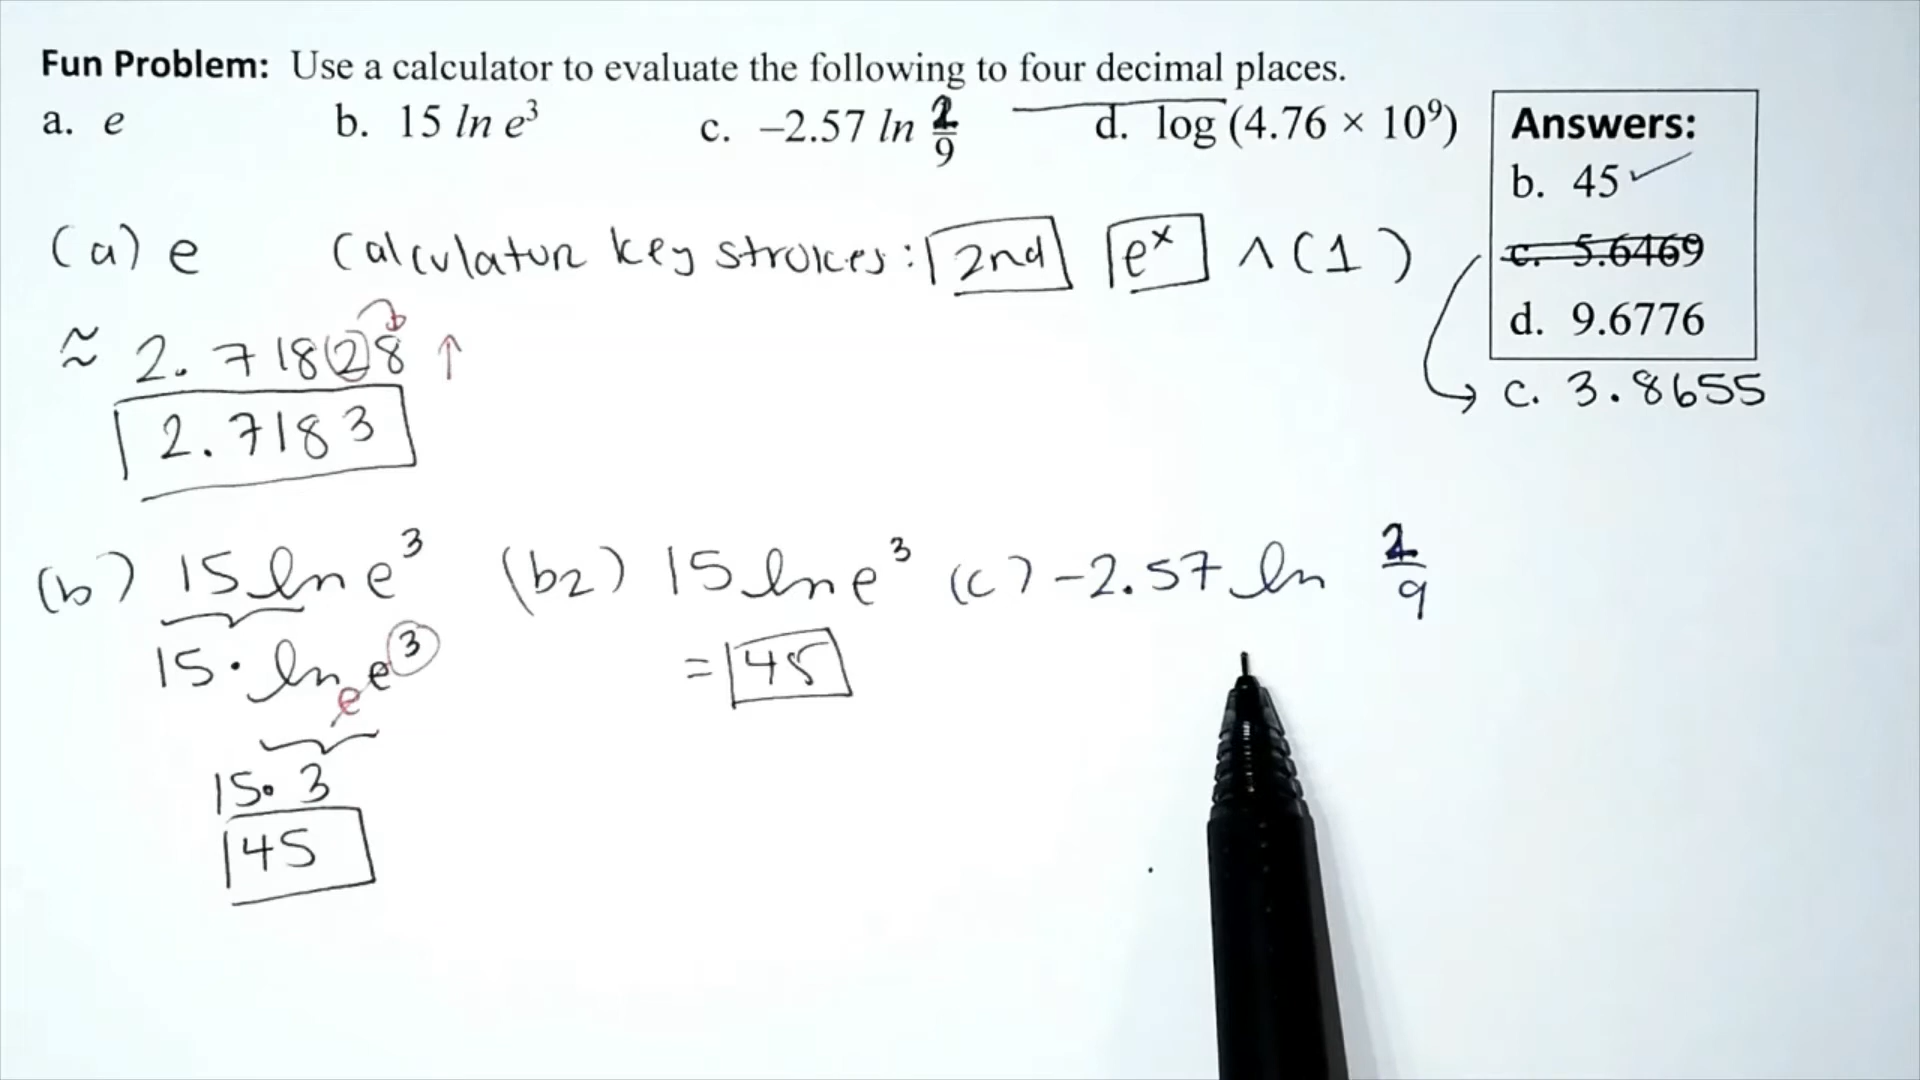 Fun Problem: Use a calculator to evaluate the following to four decimal places.
a. e b. 15 ln e³ c. –2.57 ln 2/9 d. log (4.76 × 10⁹)
Answers:
b. 45 ✓
c. 5.6469
d. 9.6776
c. 3.8655
(a) e Calculator key strokes: 2nd eˣ ^ (1)
≈ 2.71828 ↑
2.7183
(b) 15 ln e³
15 · ln e e³
15 · 3
45
(b2) 15 ln e³
= 45
(c) -2.57 ln 2/9